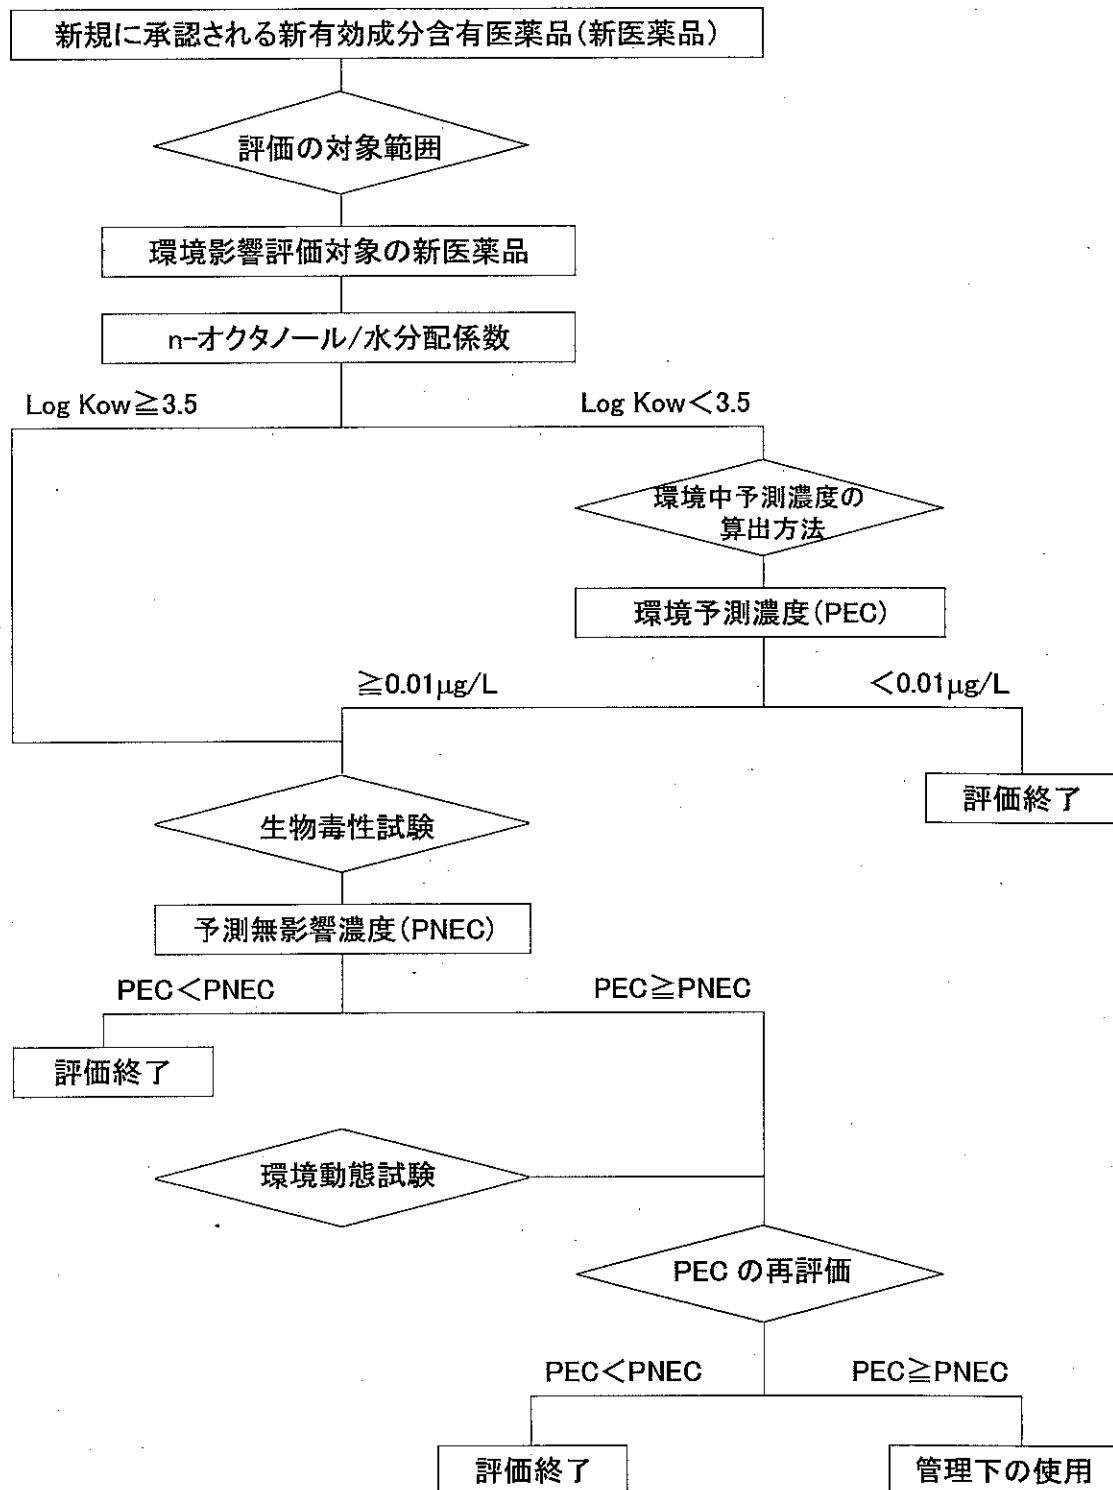 新規に承認される新有効成分含有医薬品(新医薬品)
評価の対象範囲
環境影響評価対象の新医薬品
n-オクタノール/水分配係数
Log Kow≧3.5
Log Kow<3.5
環境中予測濃度の
算出方法
環境予測濃度(PEC)
≧0.01μg/L
<0.01μg/L
評価終了
生物毒性試験
予測無影響濃度(PNEC)
PEC<PNEC
PEC≧PNEC
評価終了
環境動態試験
PEC の再評価
PEC<PNEC
PEC≧PNEC
評価終了
管理下の使用